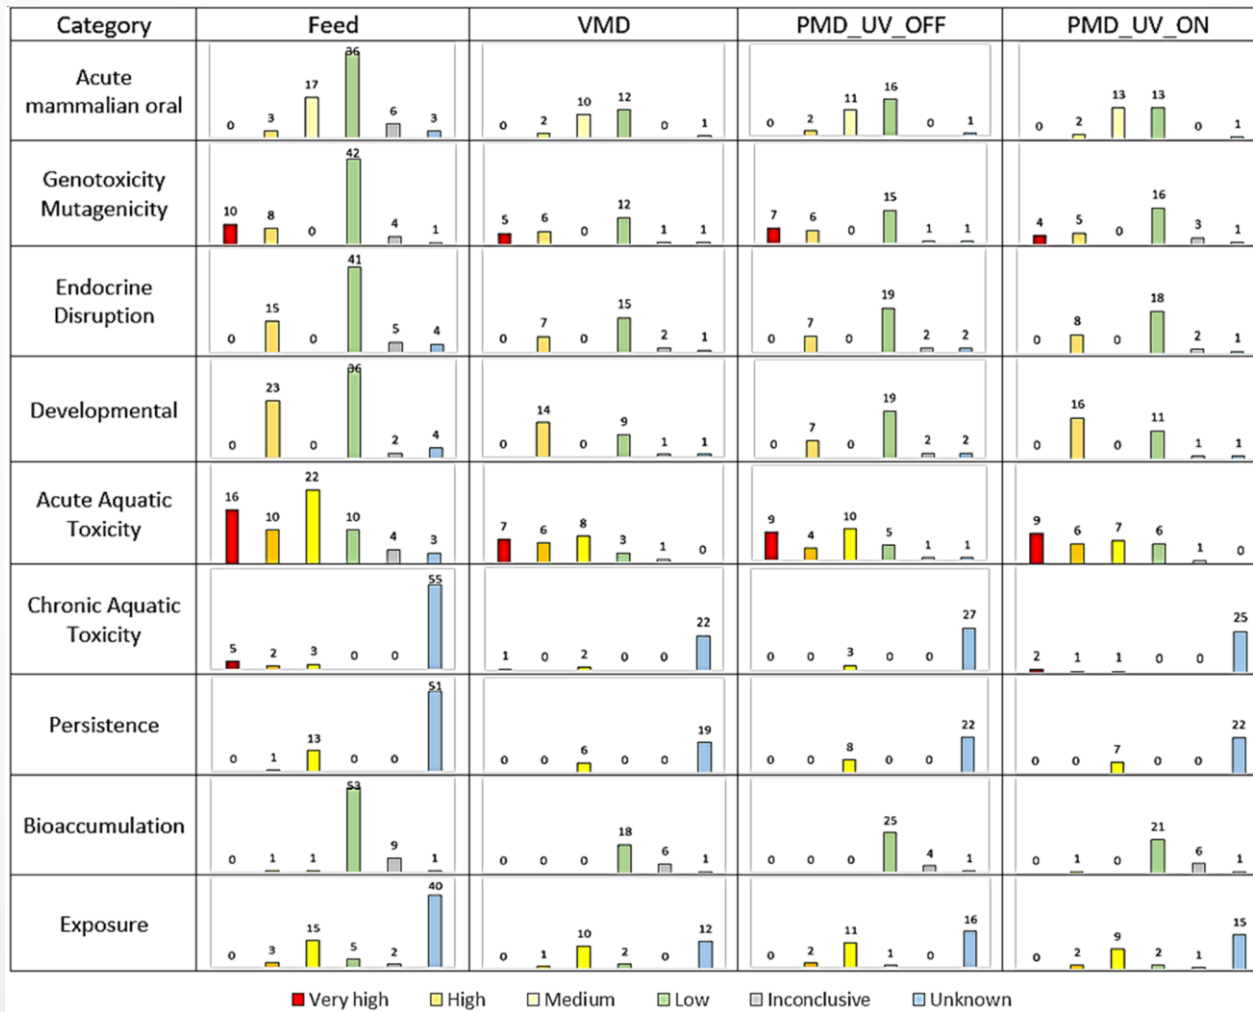 Category Feed VMD PMD_UV_OFF PMD_UV_ON
Acute
mammalian oral
0 3 17 36 6 3
0 2 10 12 0 1
0 2 11 16 0 1
0 2 13 13 0 1
Genotoxicity
Mutagenicity
10 8 0 42 4 1
5 6 0 12 1 1
7 6 0 15 1 1
4 5 0 16 3 1
Endocrine
Disruption
0 15 0 41 5 4
0 7 0 15 2 1
0 7 0 19 2 2
0 8 0 18 2 1
Developmental
0 23 0 36 2 4
0 14 0 9 1 1
0 7 0 19 2 2
0 16 0 11 1 1
Acute Aquatic
Toxicity
16 10 22 10 4 3
7 6 8 3 1 0
9 4 10 5 1 1
9 6 7 6 1 0
Chronic Aquatic
Toxicity
5 2 3 0 0 55
1 0 2 0 0 22
0 0 3 0 0 27
2 1 1 0 0 25
Persistence
0 1 13 0 0 51
0 0 6 0 0 19
0 0 8 0 0 22
0 0 7 0 0 22
Bioaccumulation
0 1 1 53 9 1
0 0 0 18 6 1
0 0 0 25 4 1
0 1 0 21 6 1
Exposure
0 3 15 5 2 40
0 1 10 2 0 12
0 2 11 1 0 16
0 2 9 2 1 15
Very high High Medium Low Inconclusive Unknown